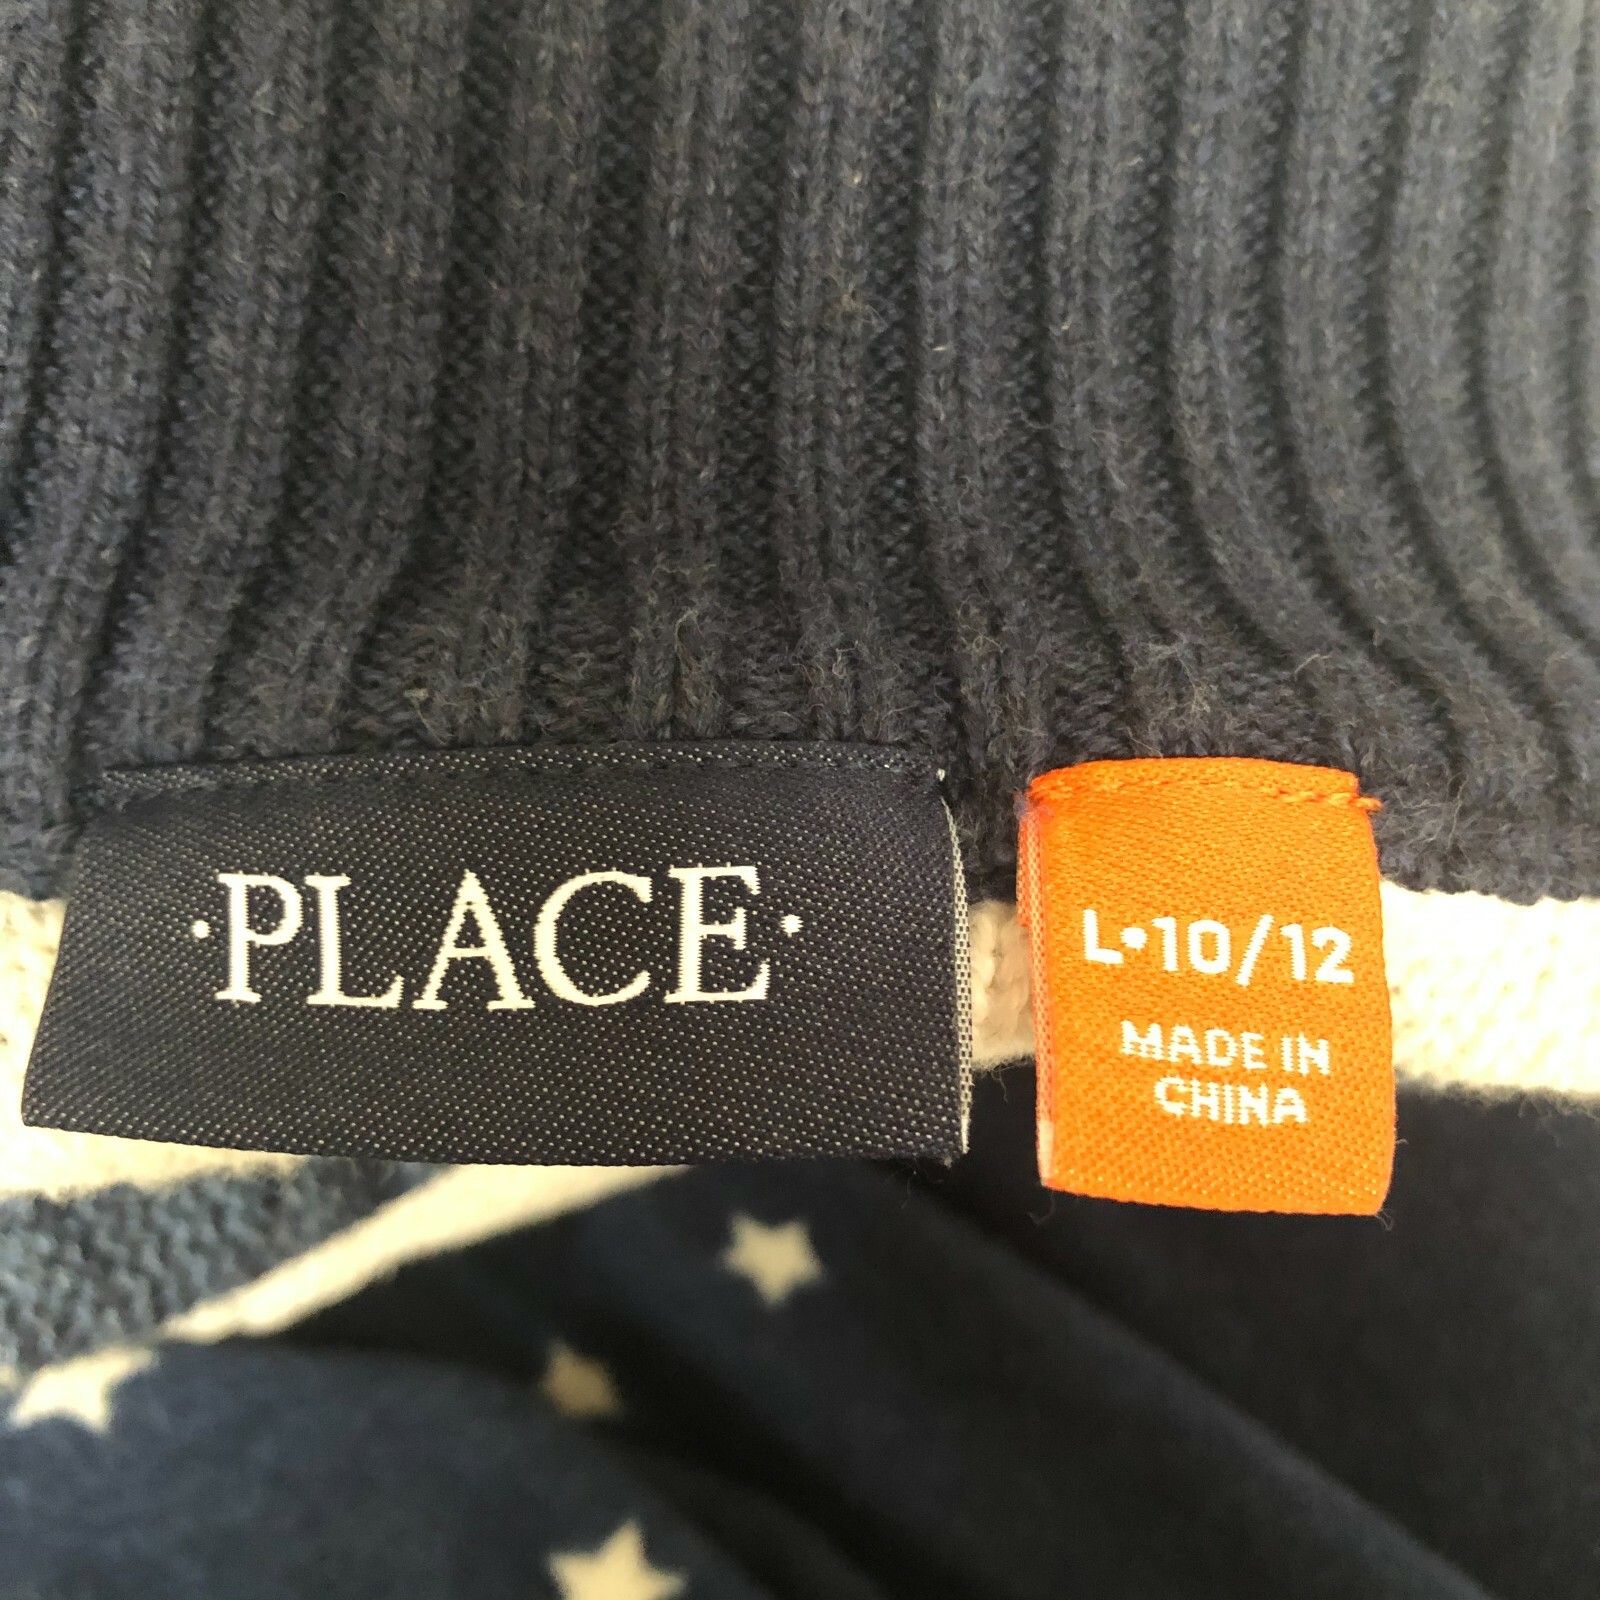 ·PLACE·
L•10/12
MADE IN
CHINA